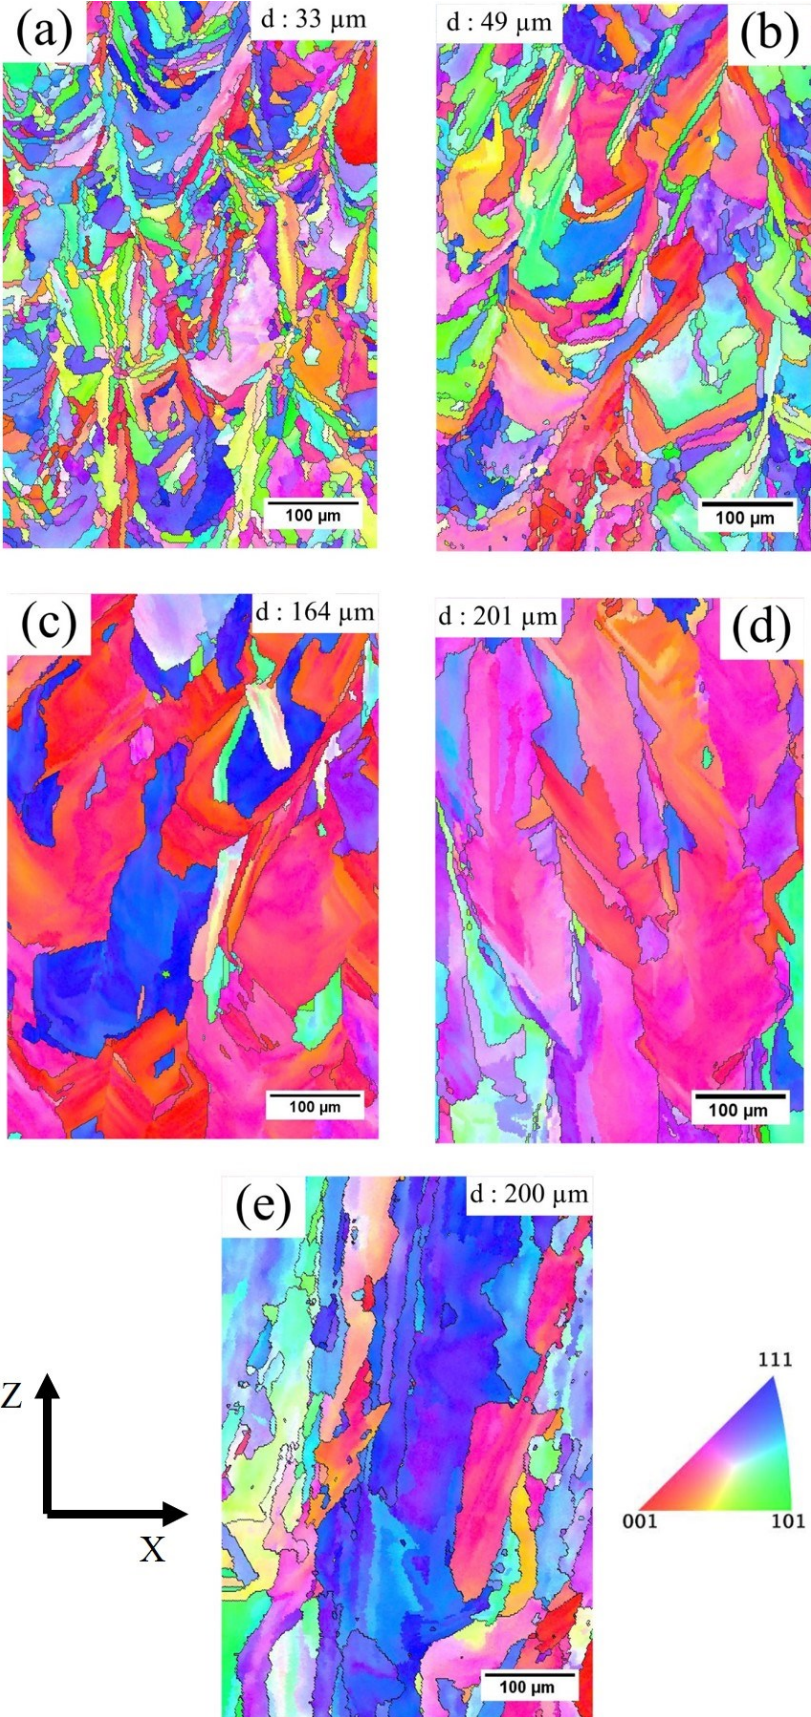 (a)
d : 33 µm
100 µm
d : 49 µm
(b)
100 µm
(c)
d : 164 µm
100 µm
d : 201 µm
(d)
100 µm
(e)
d : 200 µm
100 µm
Z
X
111
001
101